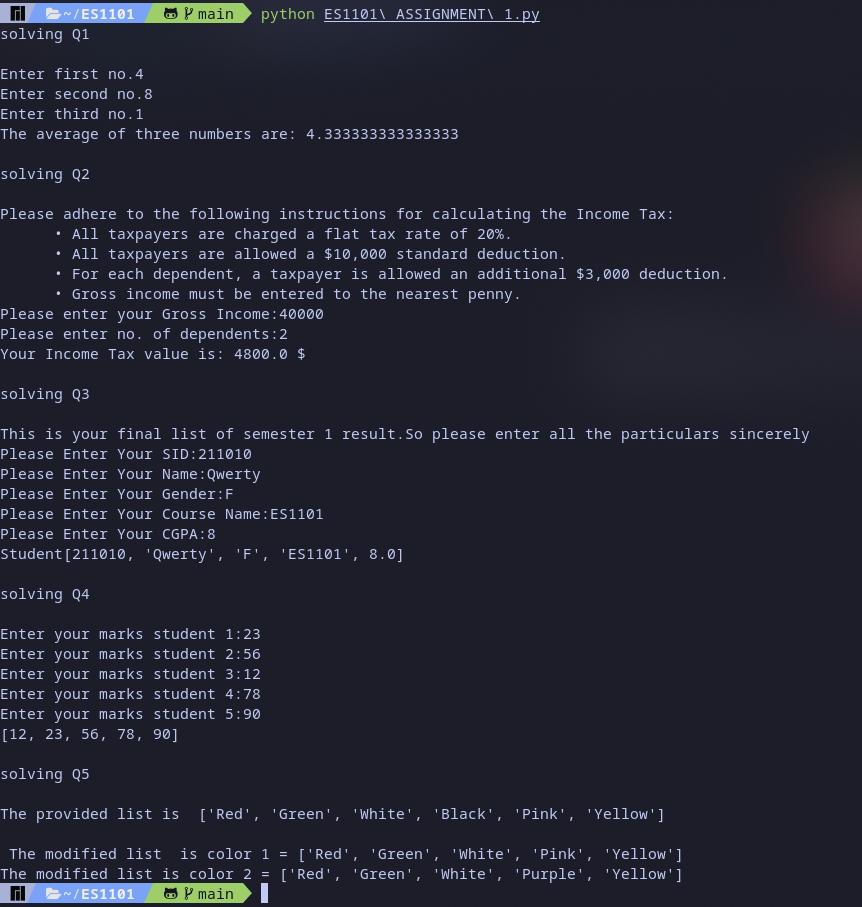 ~/ES1101 main python ES1101\ ASSIGNMENT\ 1.py
solving Q1
Enter first no.4
Enter second no.8
Enter third no.1
The average of three numbers are: 4.333333333333333
solving Q2
Please adhere to the following instructions for calculating the Income Tax:
• All taxpayers are charged a flat tax rate of 20%.
• All taxpayers are allowed a $10,000 standard deduction.
• For each dependent, a taxpayer is allowed an additional $3,000 deduction.
• Gross income must be entered to the nearest penny.
Please enter your Gross Income:40000
Please enter no. of dependents:2
Your Income Tax value is: 4800.0 $
solving Q3
This is your final list of semester 1 result.So please enter all the particulars sincerely
Please Enter Your SID:211010
Please Enter Your Name:Qwerty
Please Enter Your Gender:F
Please Enter Your Course Name:ES1101
Please Enter Your CGPA:8
Student[211010, 'Qwerty', 'F', 'ES1101', 8.0]
solving Q4
Enter your marks student 1:23
Enter your marks student 2:56
Enter your marks student 3:12
Enter your marks student 4:78
Enter your marks student 5:90
[12, 23, 56, 78, 90]
solving Q5
The provided list is  ['Red', 'Green', 'White', 'Black', 'Pink', 'Yellow']
The modified list  is color 1 = ['Red', 'Green', 'White', 'Pink', 'Yellow']
The modified list is color 2 = ['Red', 'Green', 'White', 'Purple', 'Yellow']
~/ES1101 main